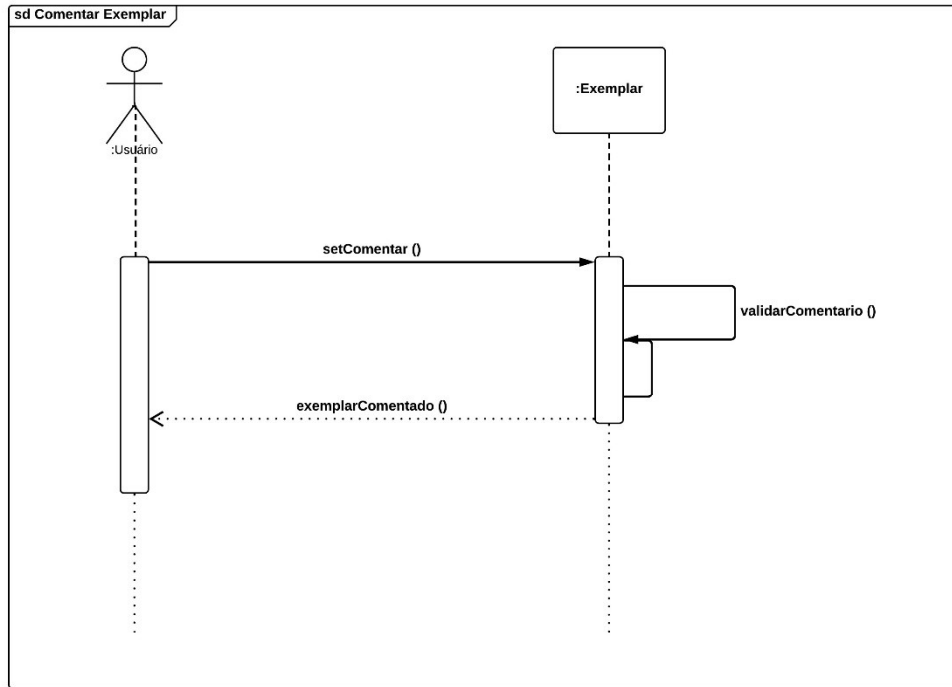 sd Comentar Exemplar
:Usuário
:Exemplar
setComentar ()
validarComentario ()
exemplarComentado ()